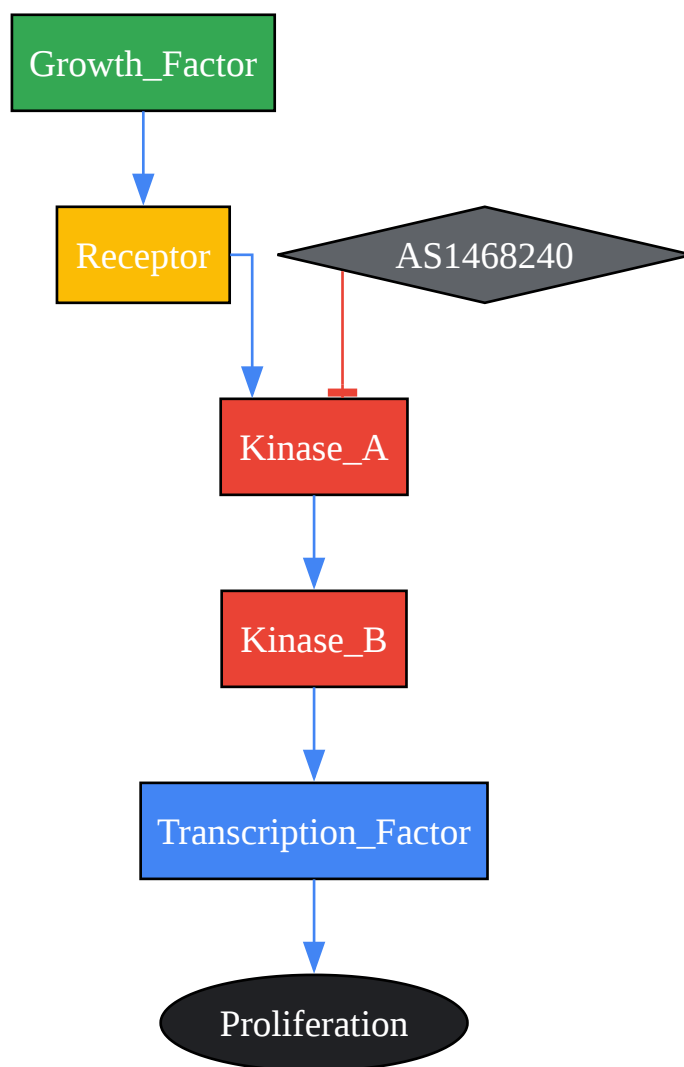 Growth_Factor
Receptor
AS1468240
Kinase_A
Kinase_B
Transcription_Factor
Proliferation